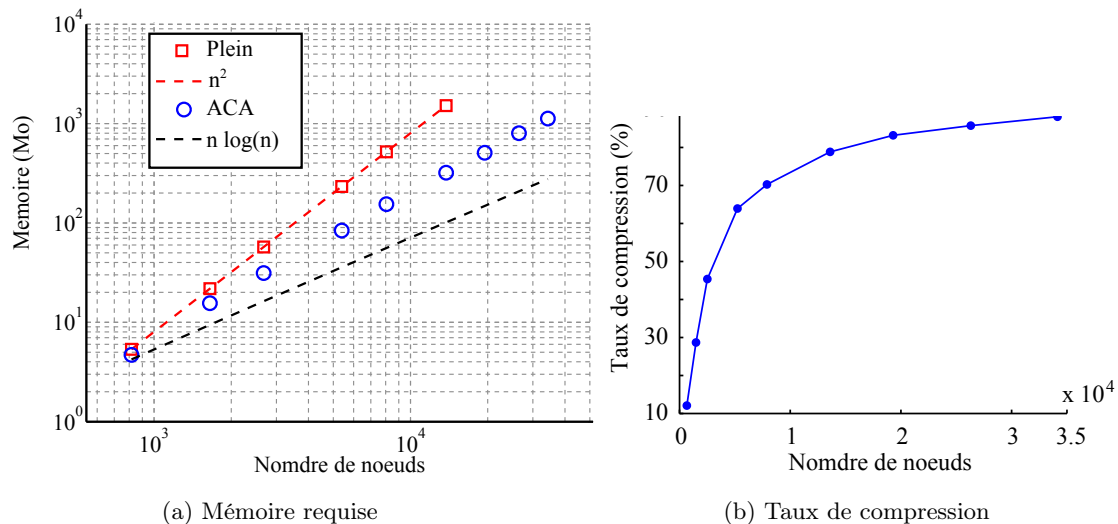 10^4
10^3
10^2
10^1
10^0
Memoire (Mo)
Plein
n^2
ACA
n log(n)
10^3
10^4
Nomdre de noeuds
(a) Mémoire requise
Taux de compression (%)
70
50
30
10
x 10^4
0
1
2
3
3.5
Nomdre de noeuds
(b) Taux de compression